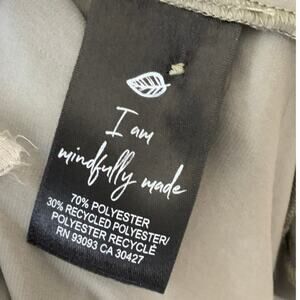 I am
mindfully made
70% POLYESTER
30% RECYCLED POLYESTER/
POLYESTER RECYCLÉ
RN 93093 CA 30427